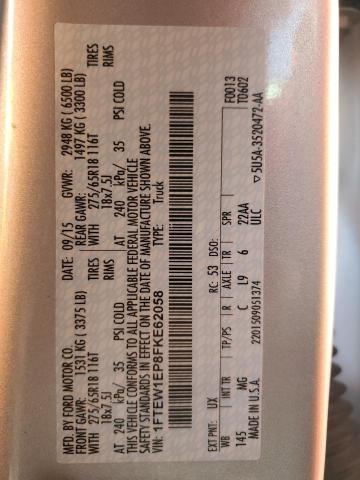 MFD. BY FORD MOTOR CO.
DATE: 09/15 GVWR: 2948 KG ( 6500 LB)
FRONT GAWR: 1531 KG ( 3375 LB) REAR GAWR: 1497 KG ( 3300 LB)
WITH 275/65R18 116T TIRES WITH 275/65R18 116T TIRES
18x7.5J RIMS 18x7.5J RIMS
AT 240 kPa/ 35 PSI COLD AT 240 kPa/ 35 PSI COLD
THIS VEHICLE CONFORMS TO ALL APPLICABLE FEDERAL MOTOR VEHICLE
SAFETY STANDARDS IN EFFECT ON THE DATE OF MANUFACTURE SHOWN ABOVE.
VIN: 1FTEW1EP8FKE62058 TYPE: Truck
F0013
EXT PNT: UX RC: 53 DSO: T0602
WB INT TR TP/PS R AXLE TR SPR
145 MG C L9 6 22AA
MADE IN U.S.A. ULC
2201509051374 ▽5U5A-3520472-AA